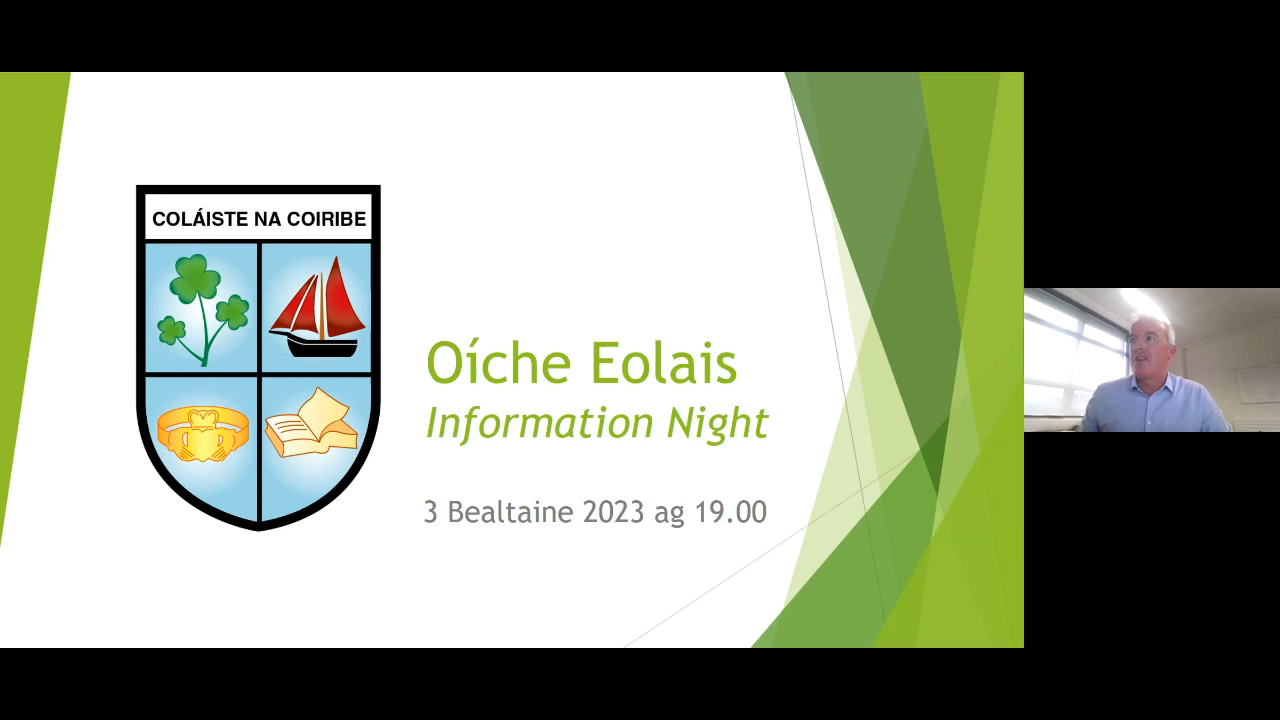 COLÁISTE NA COIRIBE
Oíche Eolais
Information Night
3 Bealtaine 2023 ag 19.00